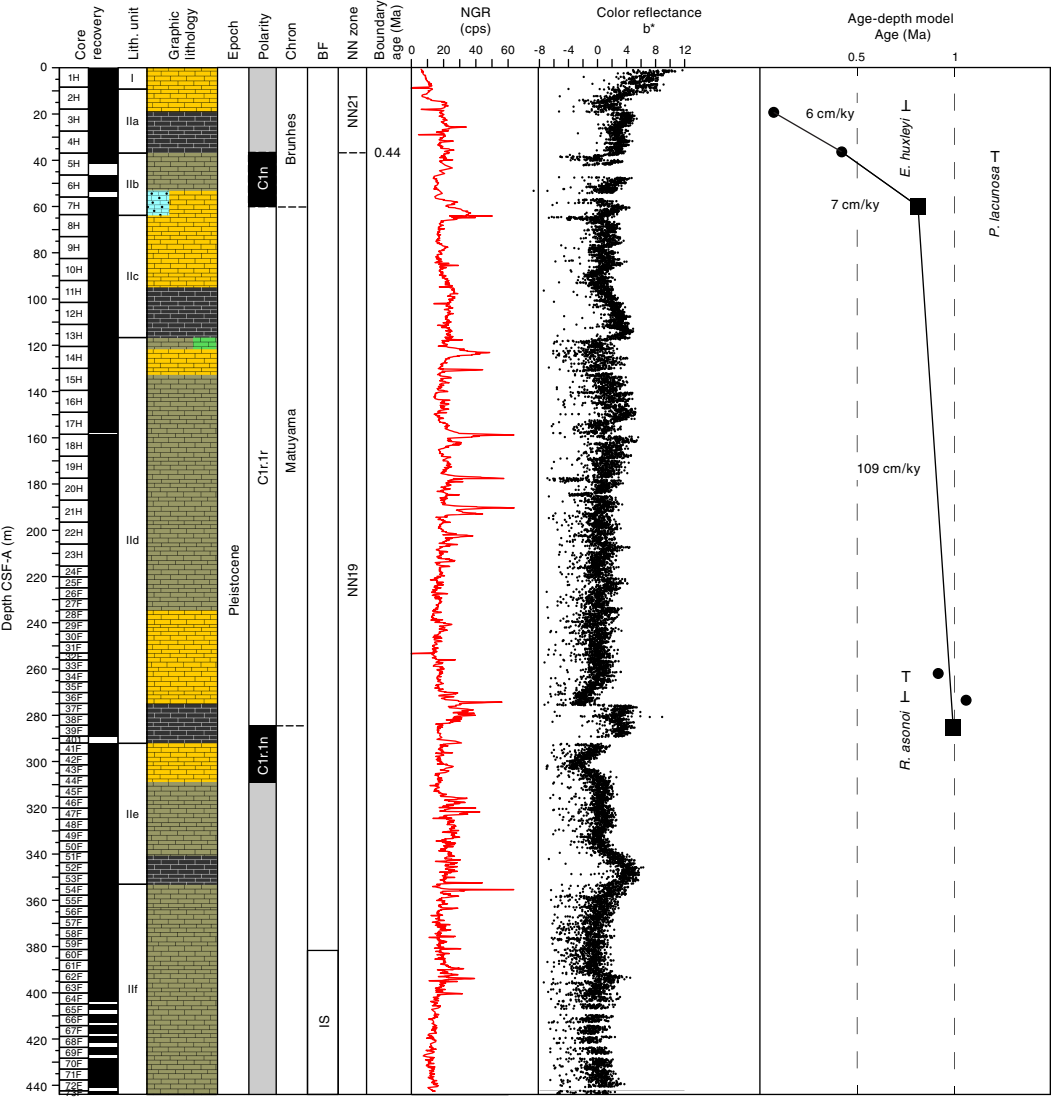 Core
recovery
Lith. unit
Graphic
lithology
Epoch
Polarity
Chron
BF
NN zone
Boundary
age (Ma)
NGR
(cps)
Color reflectance
b*
Age-depth model
Age (Ma)
0 20 40 60
-8 -4 0 4 8 12
0.5 1
Depth CSF-A (m)
0
20
40
60
80
100
120
140
160
180
200
220
240
260
280
300
320
340
360
380
400
420
440
1H
2H
3H
4H
5H
6H
7H
8H
9H
10H
11H
12H
13H
14H
15H
16H
17H
18H
19H
20H
21H
22H
23H
24F
25F
26F
27F
28F
29F
30F
31F
32F
33F
34F
35F
36F
37F
38F
39F
40I
41F
42F
43F
44F
45F
46F
47F
48F
49F
50F
51F
52F
53F
54F
55F
56F
57F
58F
59F
60F
61F
62F
63F
64F
65F
66F
67F
68F
69F
70F
71F
72F
I
IIa
IIb
IIc
IId
IIe
IIf
Pleistocene
C1n
C1r.1r
C1r.1n
Brunhes
Matuyama
IS
NN21
NN19
0.44
6 cm/ky
7 cm/ky
109 cm/ky
E. huxleyi
P. lacunosa
R. asonoi